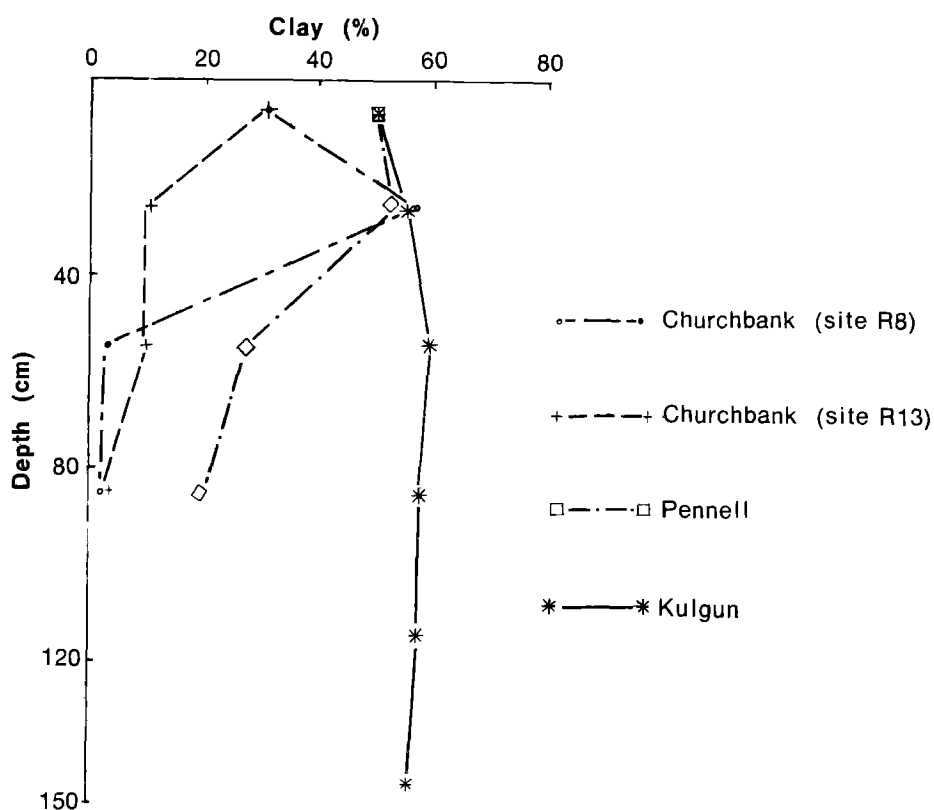 Clay (%)
0 20 40 60 80
40
80
120
150
Depth (cm)
Churchbank (site R8)
Churchbank (site R13)
Pennell
Kulgun